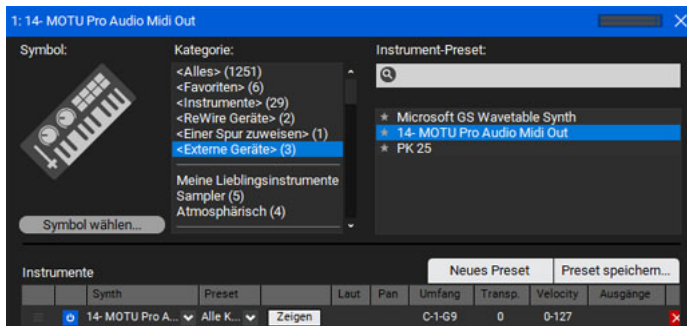 1: 14- MOTU Pro Audio Midi Out
Symbol:
Kategorie:
Instrument-Preset:
<Alles> (1251)
<Favoriten> (6)
<Instrumente> (29)
<ReWire Geräte> (2)
<Einer Spur zuweisen> (1)
<Externe Geräte> (3)
Meine Lieblingsinstrumente
Sampler (5)
Atmosphärisch (4)
Microsoft GS Wavetable Synth
14- MOTU Pro Audio Midi Out
PK 25
Symbol wählen...
Instrumente
Neues Preset
Preset speichern...
Synth Preset Laut Pan Umfang Transp. Velocity Ausgänge
14- MOTU Pro A... Alle K... Zeigen C-1-G9 0 0-127